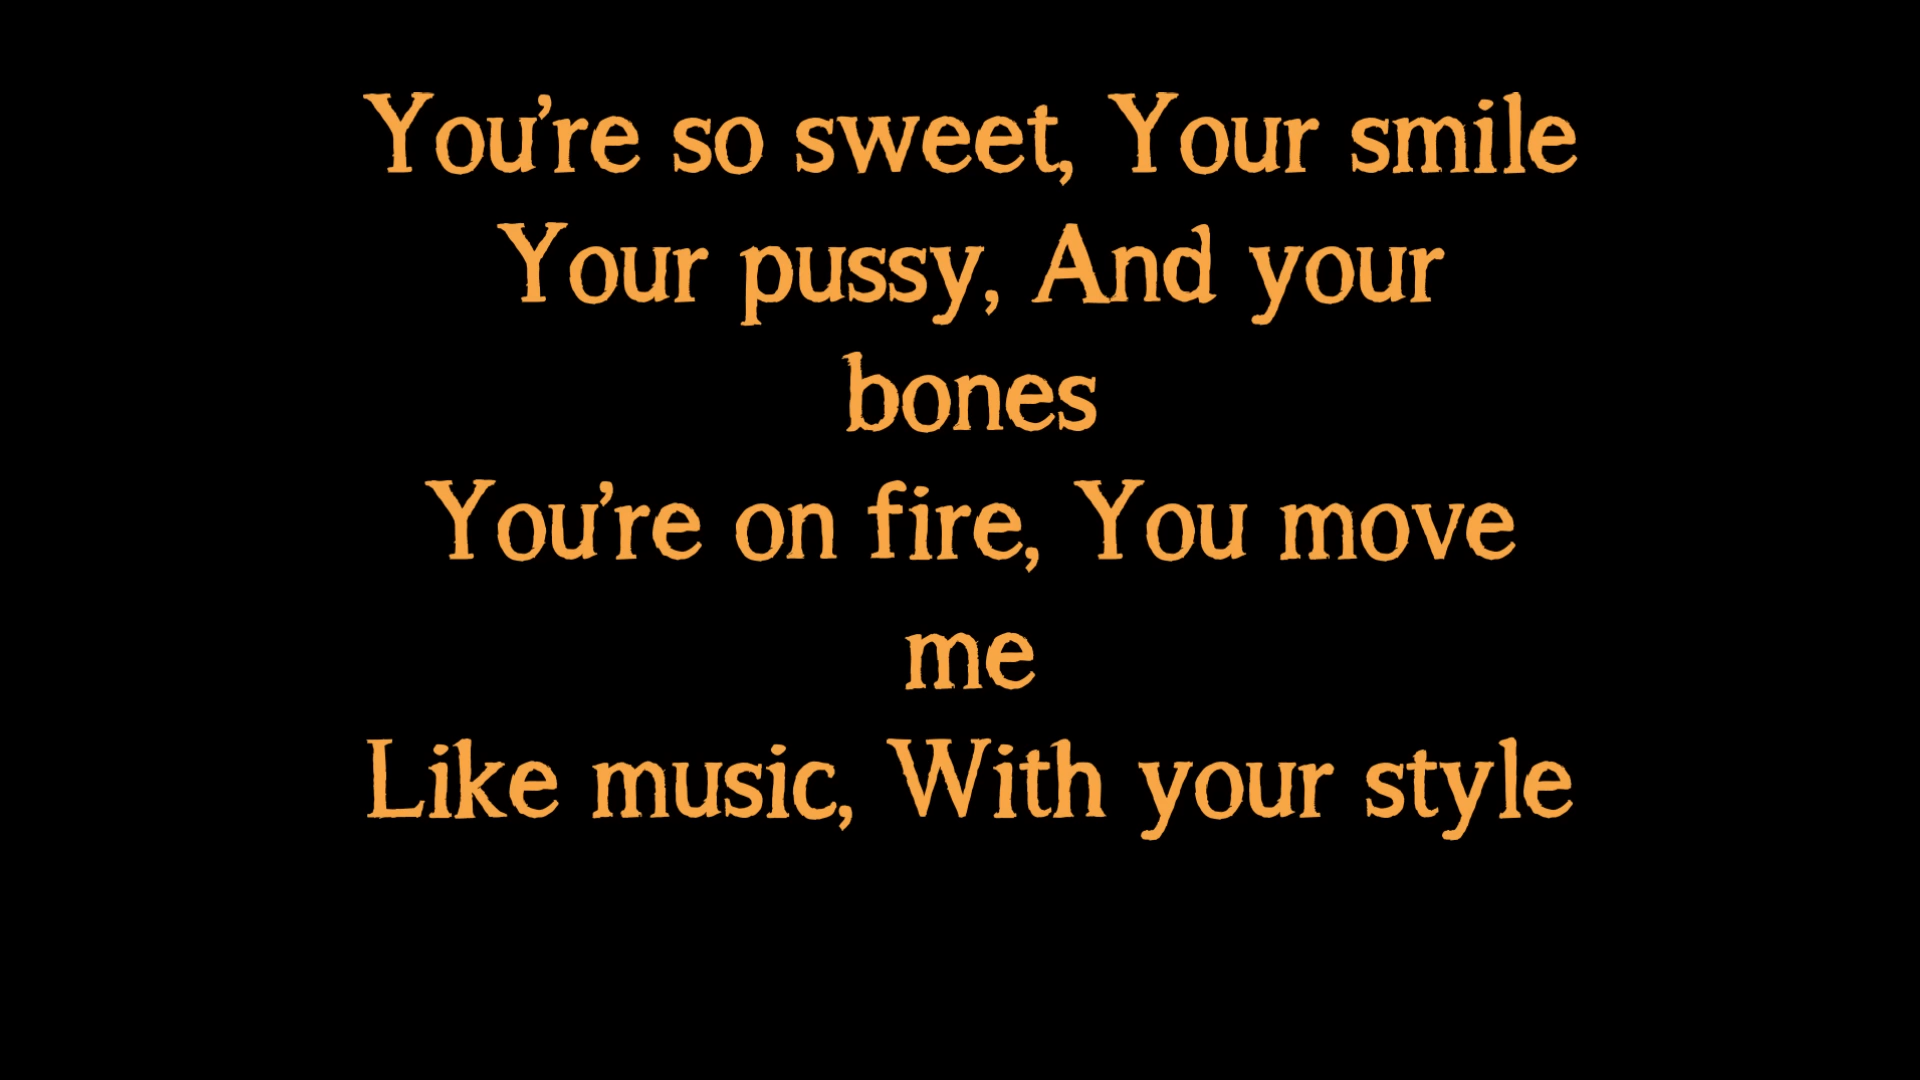 You're so sweet, Your smile
Your pussy, And your
bones
You're on fire, You move
me
Like music, With your style